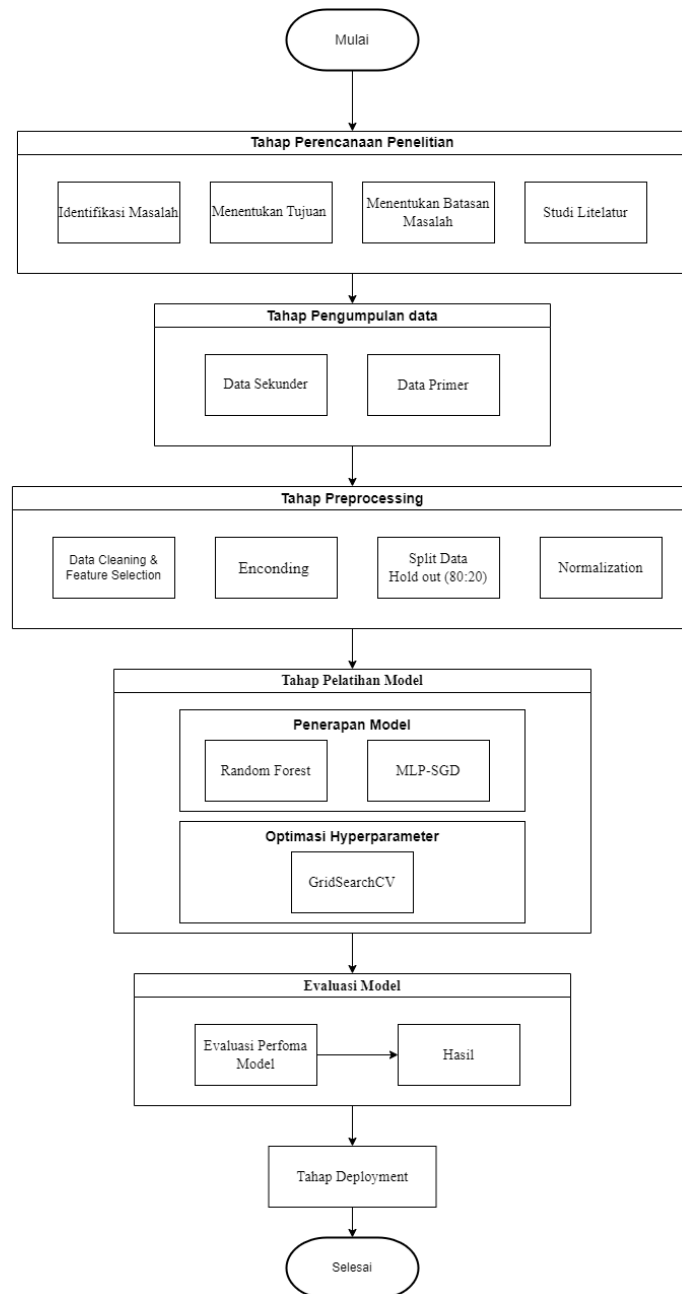 Mulai
Tahap Perencanaan Penelitian
Identifikasi Masalah
Menentukan Tujuan
Menentukan Batasan
Masalah
Studi Litelatur
Tahap Pengumpulan data
Data Sekunder
Data Primer
Tahap Preprocessing
Data Cleaning &
Feature Selection
Enconding
Split Data
Hold out (80:20)
Normalization
Tahap Pelatihan Model
Penerapan Model
Random Forest
MLP-SGD
Optimasi Hyperparameter
GridSearchCV
Evaluasi Model
Evaluasi Perfoma
Model
Hasil
Tahap Deployment
Selesai